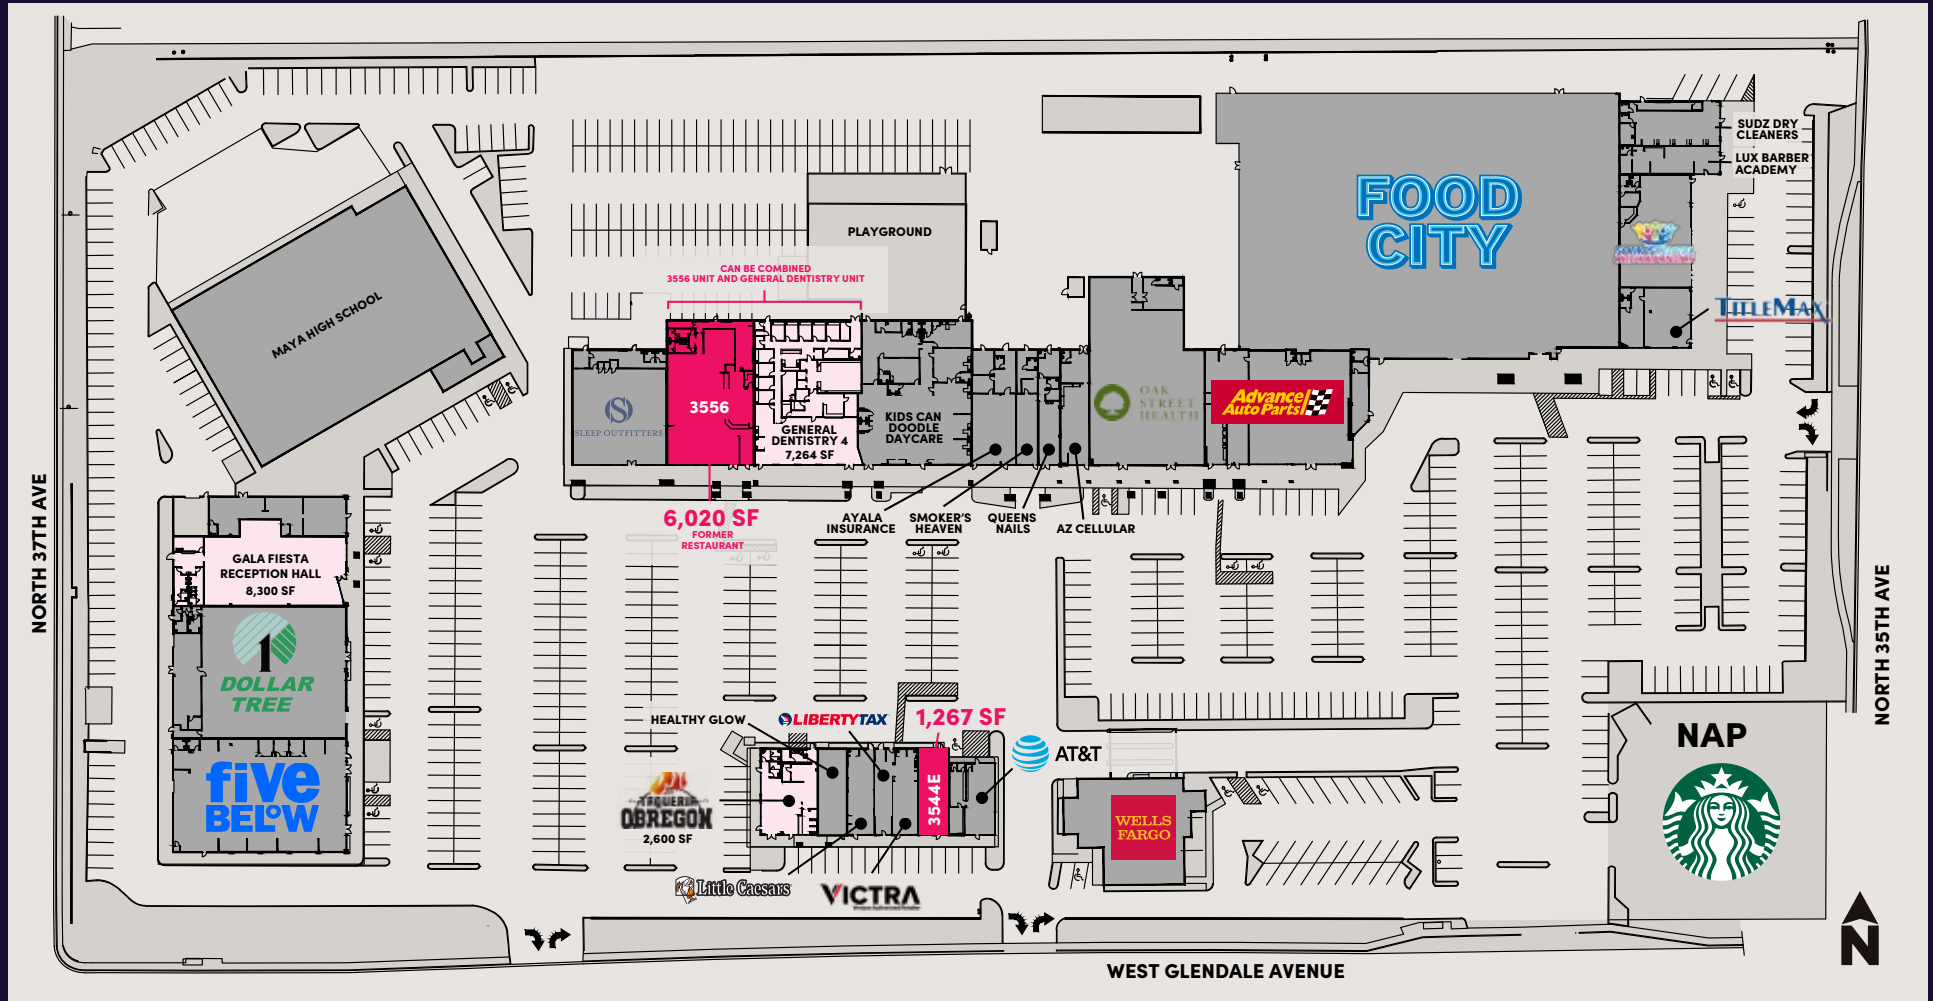 SUDZ DRY
CLEANERS
LUX BARBER
ACADEMY
FOOD
CITY
TITLEMAX
PLAYGROUND
CAN BE COMBINED
3556 UNIT AND GENERAL DENTISTRY UNIT
MAYA HIGH SCHOOL
S
SLEEP OUTFITTERS
3556
GENERAL
DENTISTRY 4
7,264 SF
KIDS CAN
DOODLE
DAYCARE
OAK
STREET
HEALTH
Advance
Auto Parts
6,020 SF
FORMER
RESTAURANT
AYALA
INSURANCE
SMOKER'S
HEAVEN
QUEENS
NAILS
AZ CELLULAR
NORTH 37TH AVE
NORTH 35TH AVE
GALA FIESTA
RECEPTION HALL
8,300 SF
1
DOLLAR
TREE
five
BELOW
HEALTHY GLOW
LIBERTY TAX
1,267 SF
AT&T
3544E
TAQUERIA
OBREGON
2,600 SF
Little Caesars
VICTRA
WELLS
FARGO
NAP
N
WEST GLENDALE AVENUE